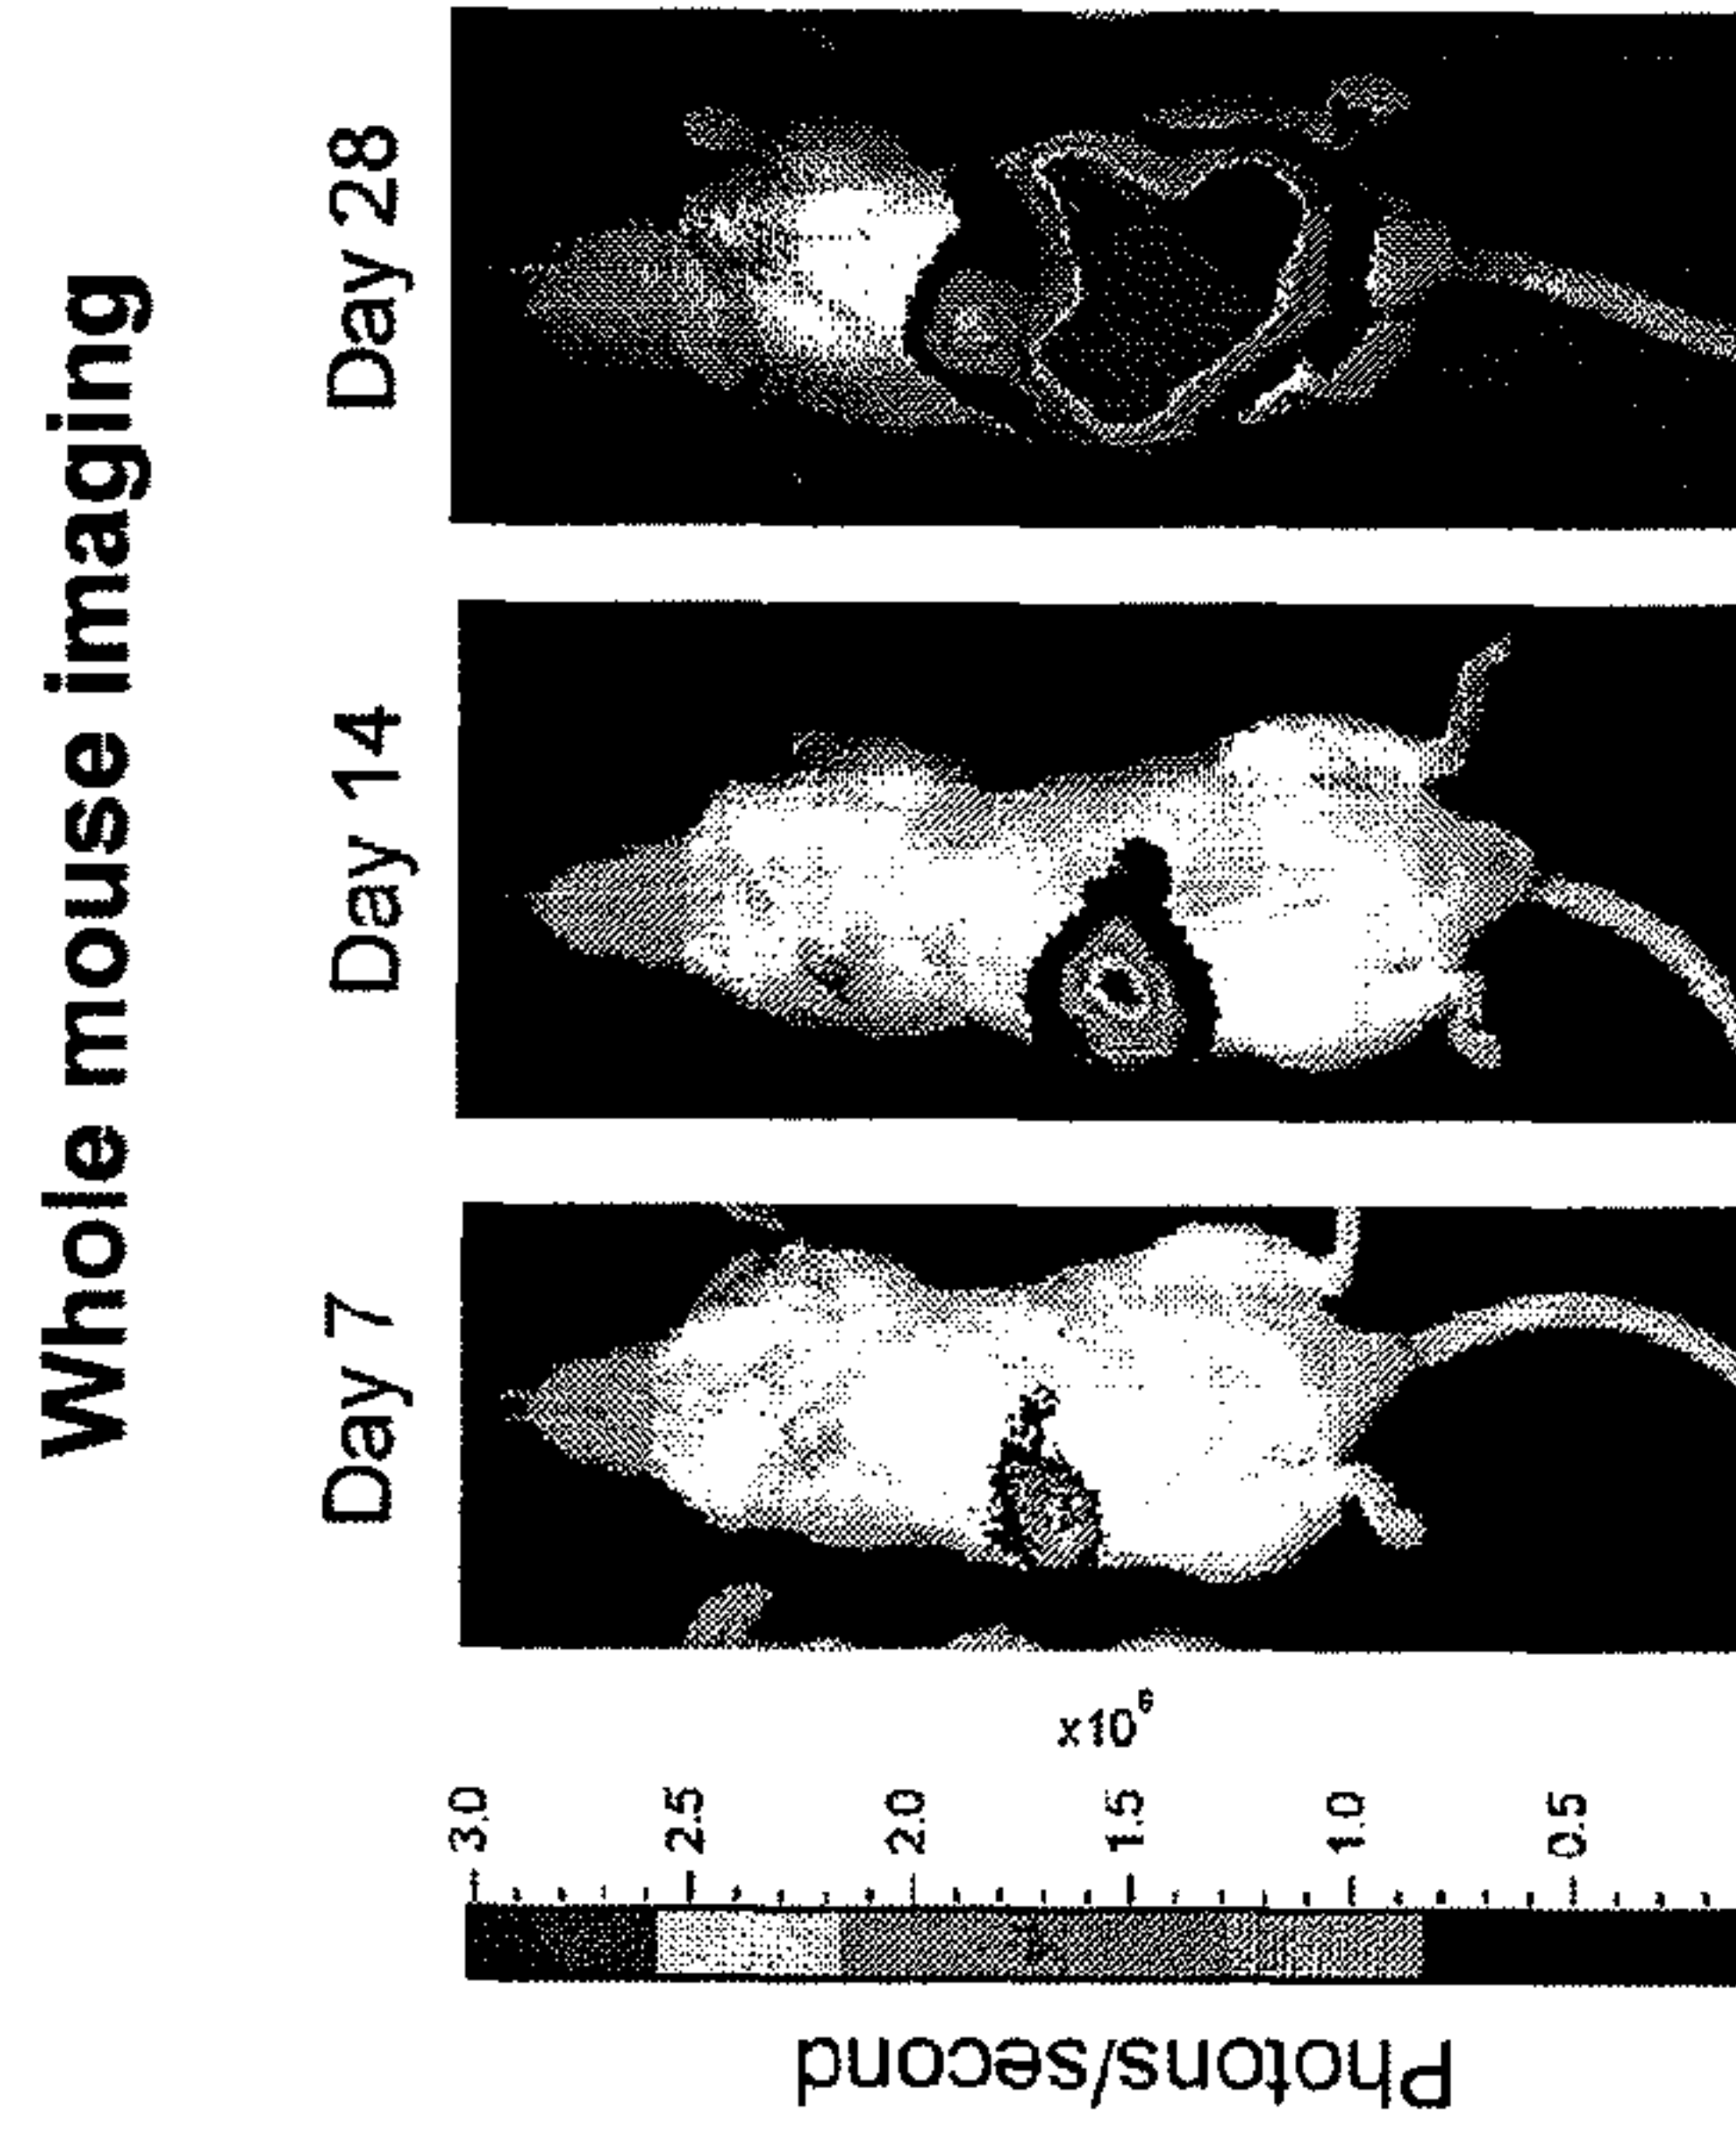 Whole mouse imaging
Day 7 Day 14 Day 28
Photons/second
3.0
2.5
2.0
1.5
1.0
0.5
x10⁶